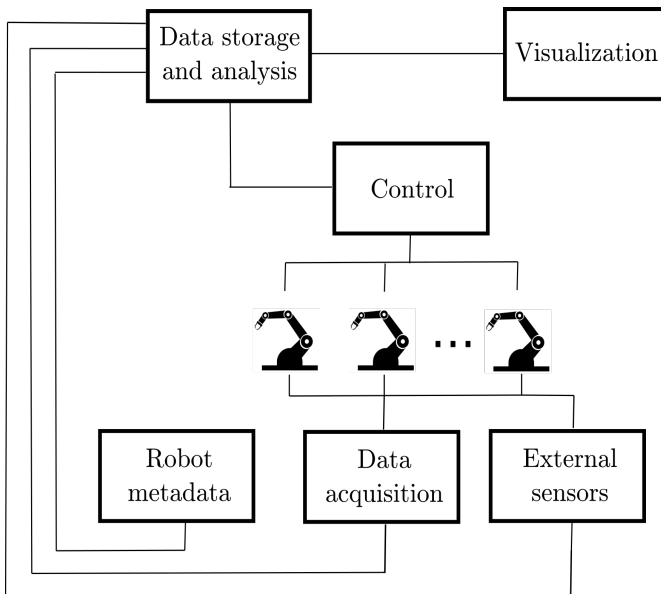 Data storage
and analysis
Visualization
Control
...
Robot
metadata
Data
acquisition
External
sensors